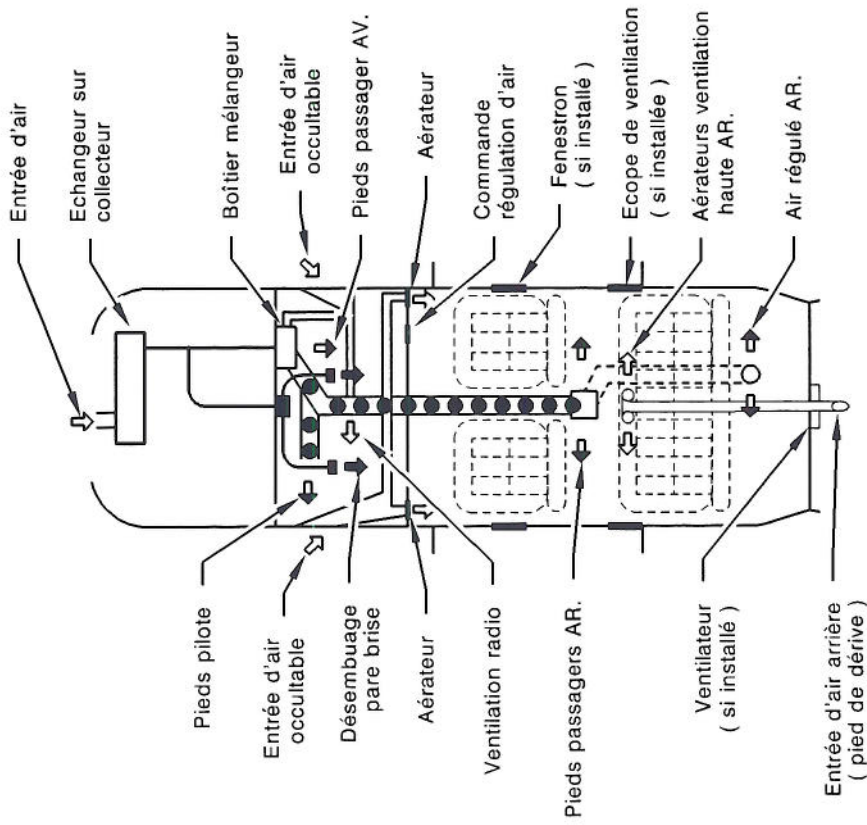 Entrée d'air
Echangeur sur
collecteur
Boîtier mélangeur
Entrée d'air
occultable
Pieds passager AV.
Aérateur
Commande
régulation d'air
Fenestron
( si installé )
Ecope de ventilation
( si installée )
Aérateurs ventilation
haute AR.
Air régulé AR.
Pieds pilote
Entrée d'air
occultable
Désembuage
pare brise
Aérateur
Ventilation radio
Pieds passagers AR.
Ventilateur
( si installé )
Entrée d'air arrière
( pied de dérive )